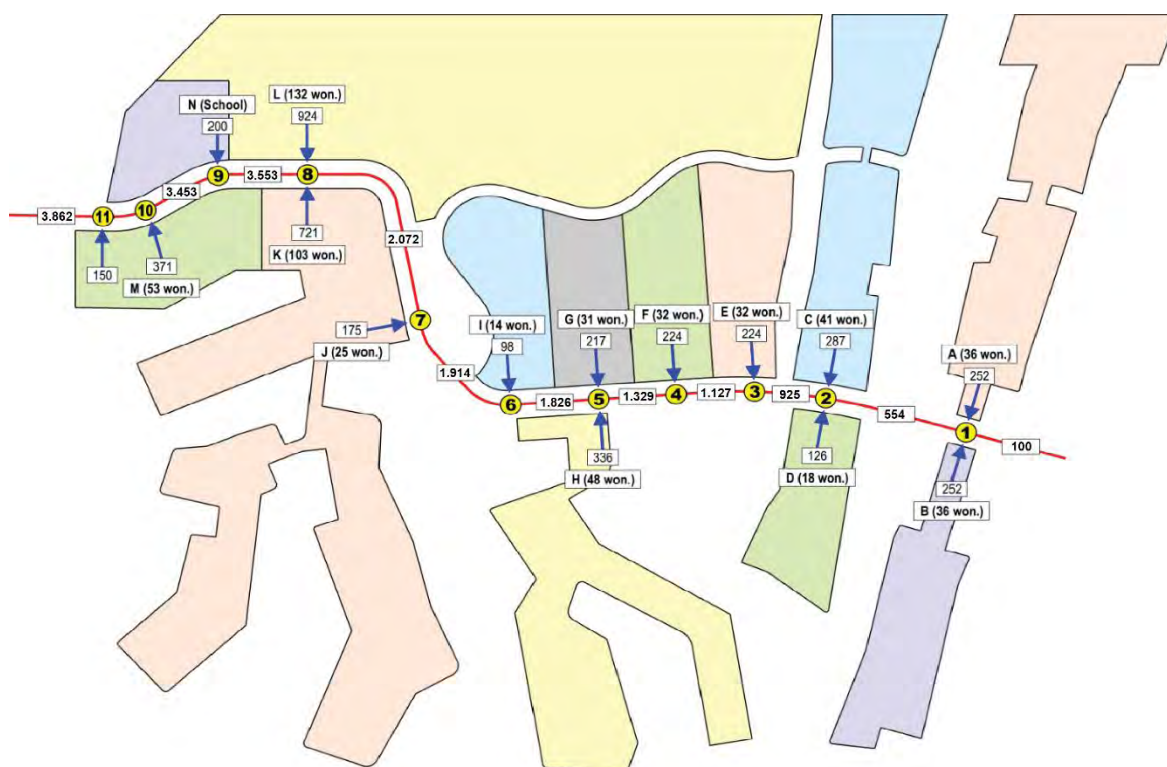 L (132 won.)
924
N (School)
200
9
3.553
8
3.453
3.862
11
10
721
K (103 won.)
2.072
150
371
M (53 won.)
7
175
J (25 won.)
I (14 won.)
98
G (31 won.)
217
F (32 won.)
224
E (32 won.)
224
C (41 won.)
287
A (36 won.)
252
6
1.826
5
1.329
4
1.127
3
925
2
554
1
100
1.914
336
H (48 won.)
126
D (18 won.)
252
B (36 won.)